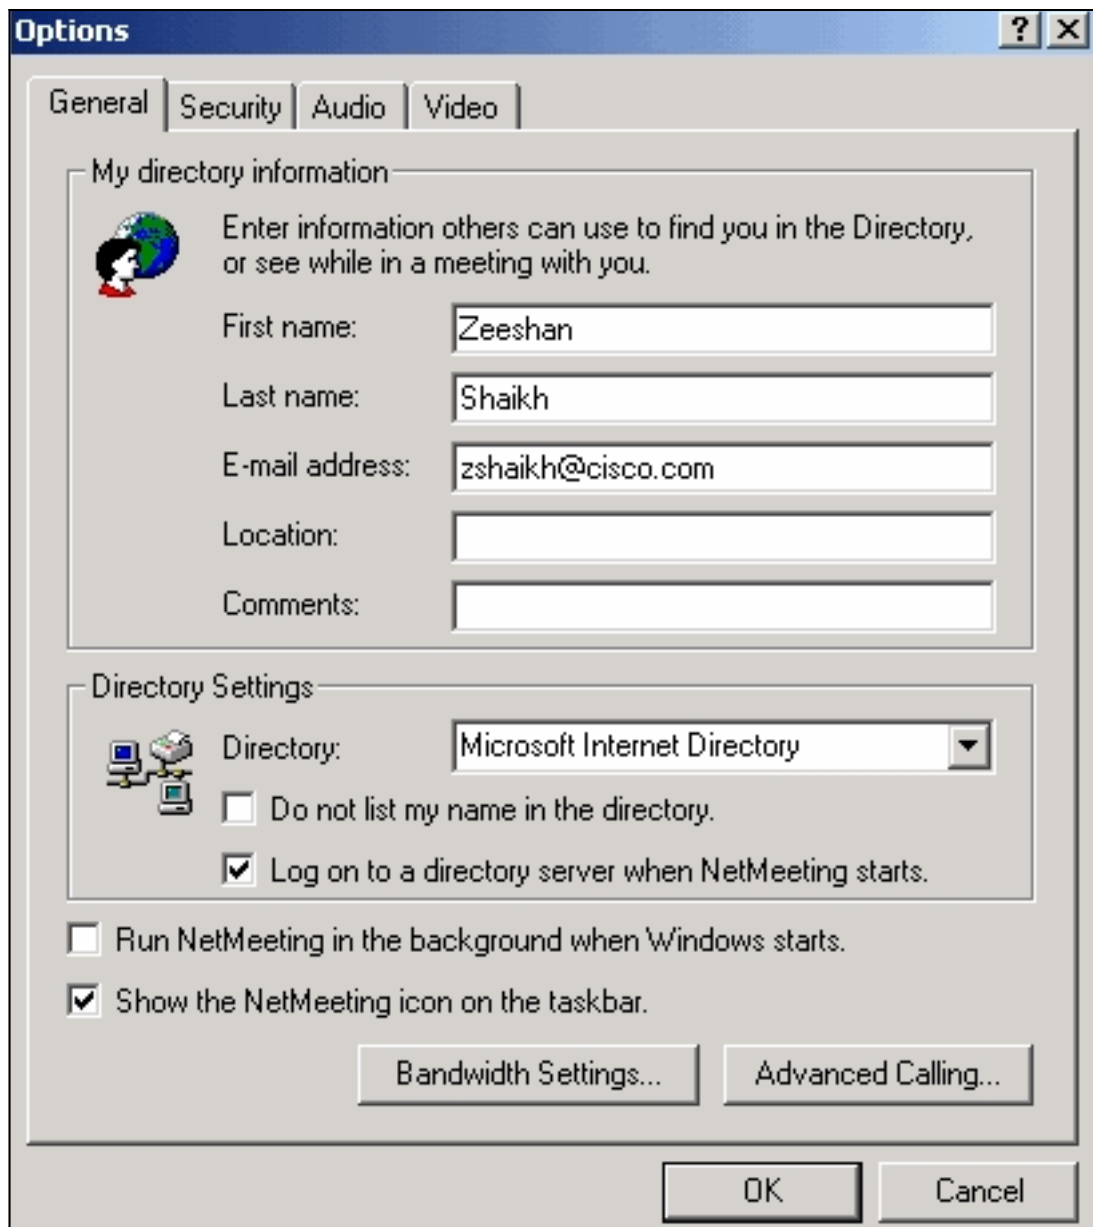 Options
General Security Audio Video
My directory information
Enter information others can use to find you in the Directory,
or see while in a meeting with you.
First name: Zeeshan
Last name: Shaikh
E-mail address: zshaikh@cisco.com
Location:
Comments:
Directory Settings
Directory: Microsoft Internet Directory
Do not list my name in the directory.
Log on to a directory server when NetMeeting starts.
Run NetMeeting in the background when Windows starts.
Show the NetMeeting icon on the taskbar.
Bandwidth Settings... Advanced Calling...
OK Cancel